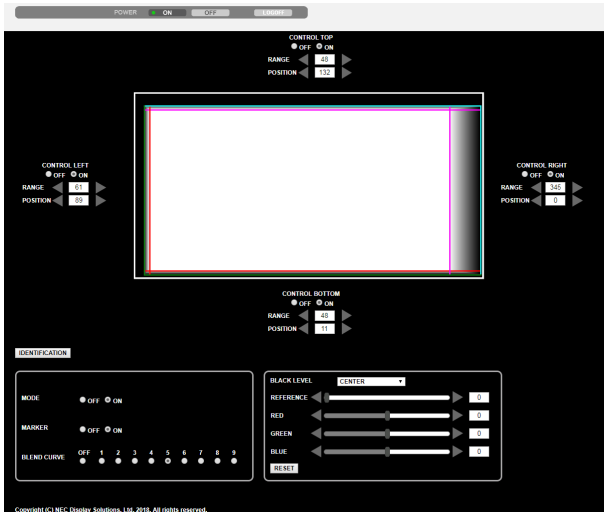 POWER ON OFF LOGOFF
CONTROL TOP
OFF ON
RANGE 48
POSITION 132
CONTROL LEFT
OFF ON
RANGE 61
POSITION 89
CONTROL RIGHT
OFF ON
RANGE 345
POSITION 0
CONTROL BOTTOM
OFF ON
RANGE 48
POSITION 11
IDENTIFICATION
MODE OFF ON
MARKER OFF ON
BLEND CURVE OFF 1 2 3 4 5 6 7 8 9
BLACK LEVEL CENTER
REFERENCE 0
RED 0
GREEN 0
BLUE 0
RESET
Copyright (C) NEC Display Solutions, Ltd. 2018. All rights reserved.